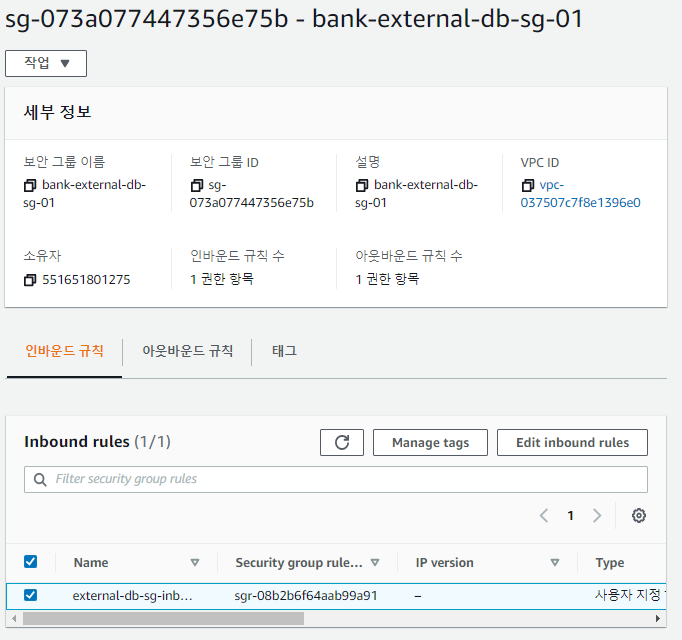 sg-073a077447356e75b - bank-external-db-sg-01
작업
세부 정보
보안 그룹 이름
bank-external-db-
sg-01
보안 그룹 ID
sg-
073a077447356e75b
설명
bank-external-db-
sg-01
VPC ID
vpc-
037507c7f8e1396e0
소유자
551651801275
인바운드 규칙 수
1 권한 항목
아웃바운드 규칙 수
1 권한 항목
인바운드 규칙
아웃바운드 규칙
태그
Inbound rules (1/1)
Manage tags
Edit inbound rules
Filter security group rules
1
Name
Security group rule...
IP version
Type
external-db-sg-inb...
sgr-08b2b6f64aab99a91
–
사용자 지정